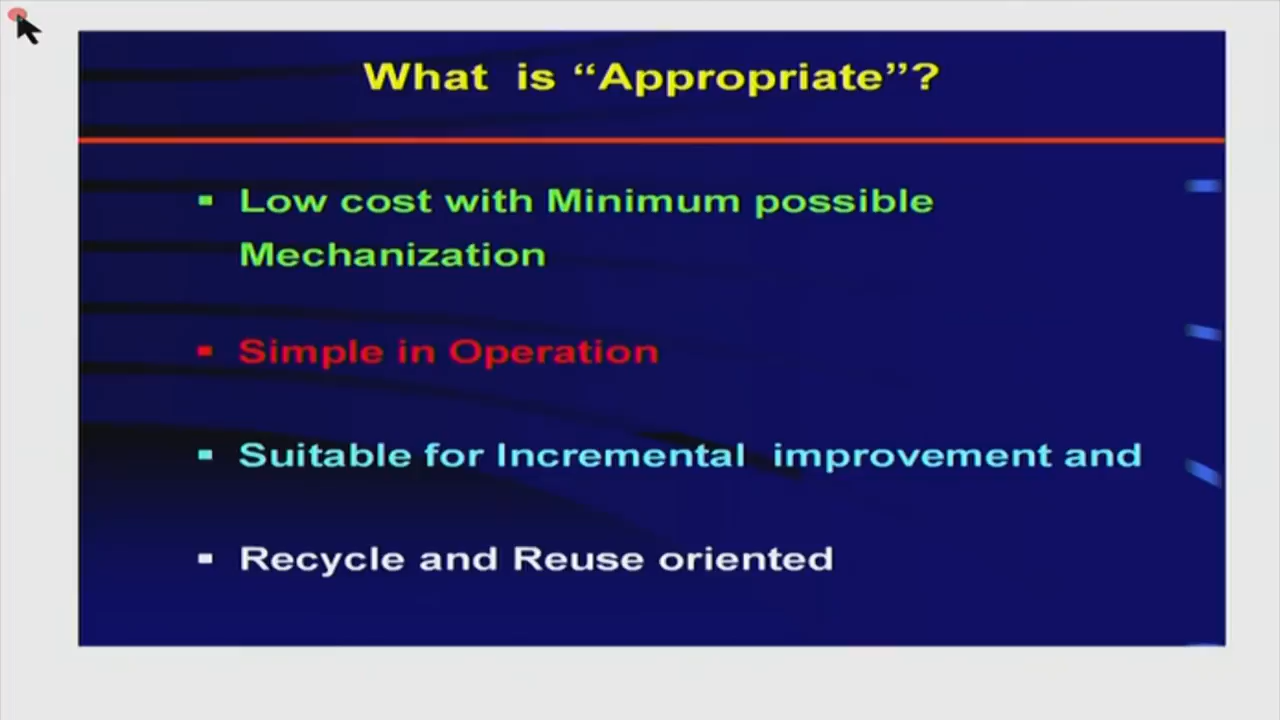 What is “Appropriate”?
▪ Low cost with Minimum possible
Mechanization
▪ Simple in Operation
▪ Suitable for Incremental improvement and
▪ Recycle and Reuse oriented